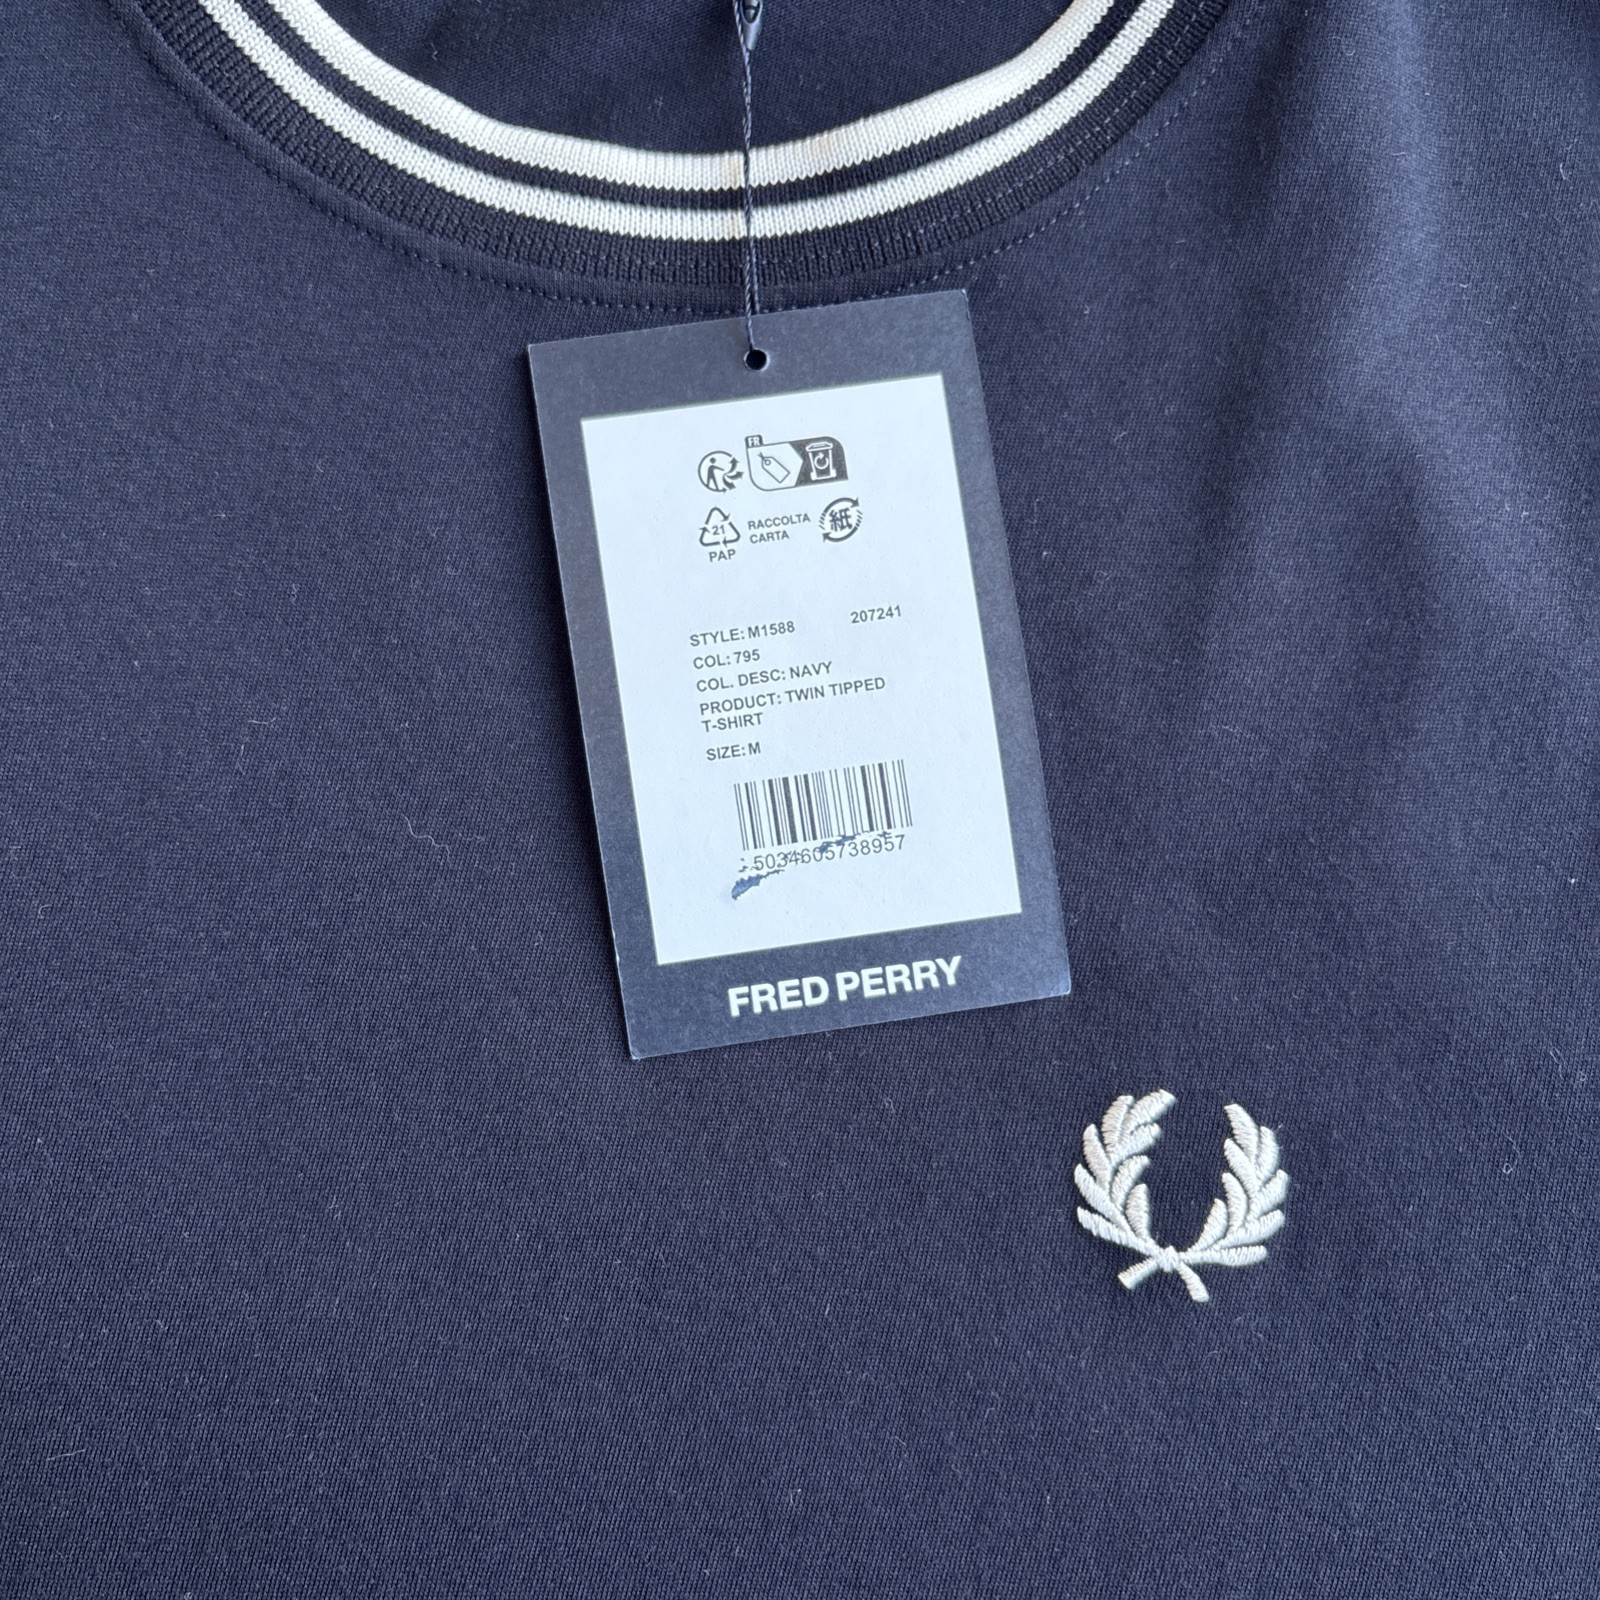 FR
21
PAP
RACCOLTA
CARTA
紙
STYLE: M1588 207241
COL: 795
COL. DESC: NAVY
PRODUCT: TWIN TIPPED
T-SHIRT
SIZE: M
5034605738957
FRED PERRY